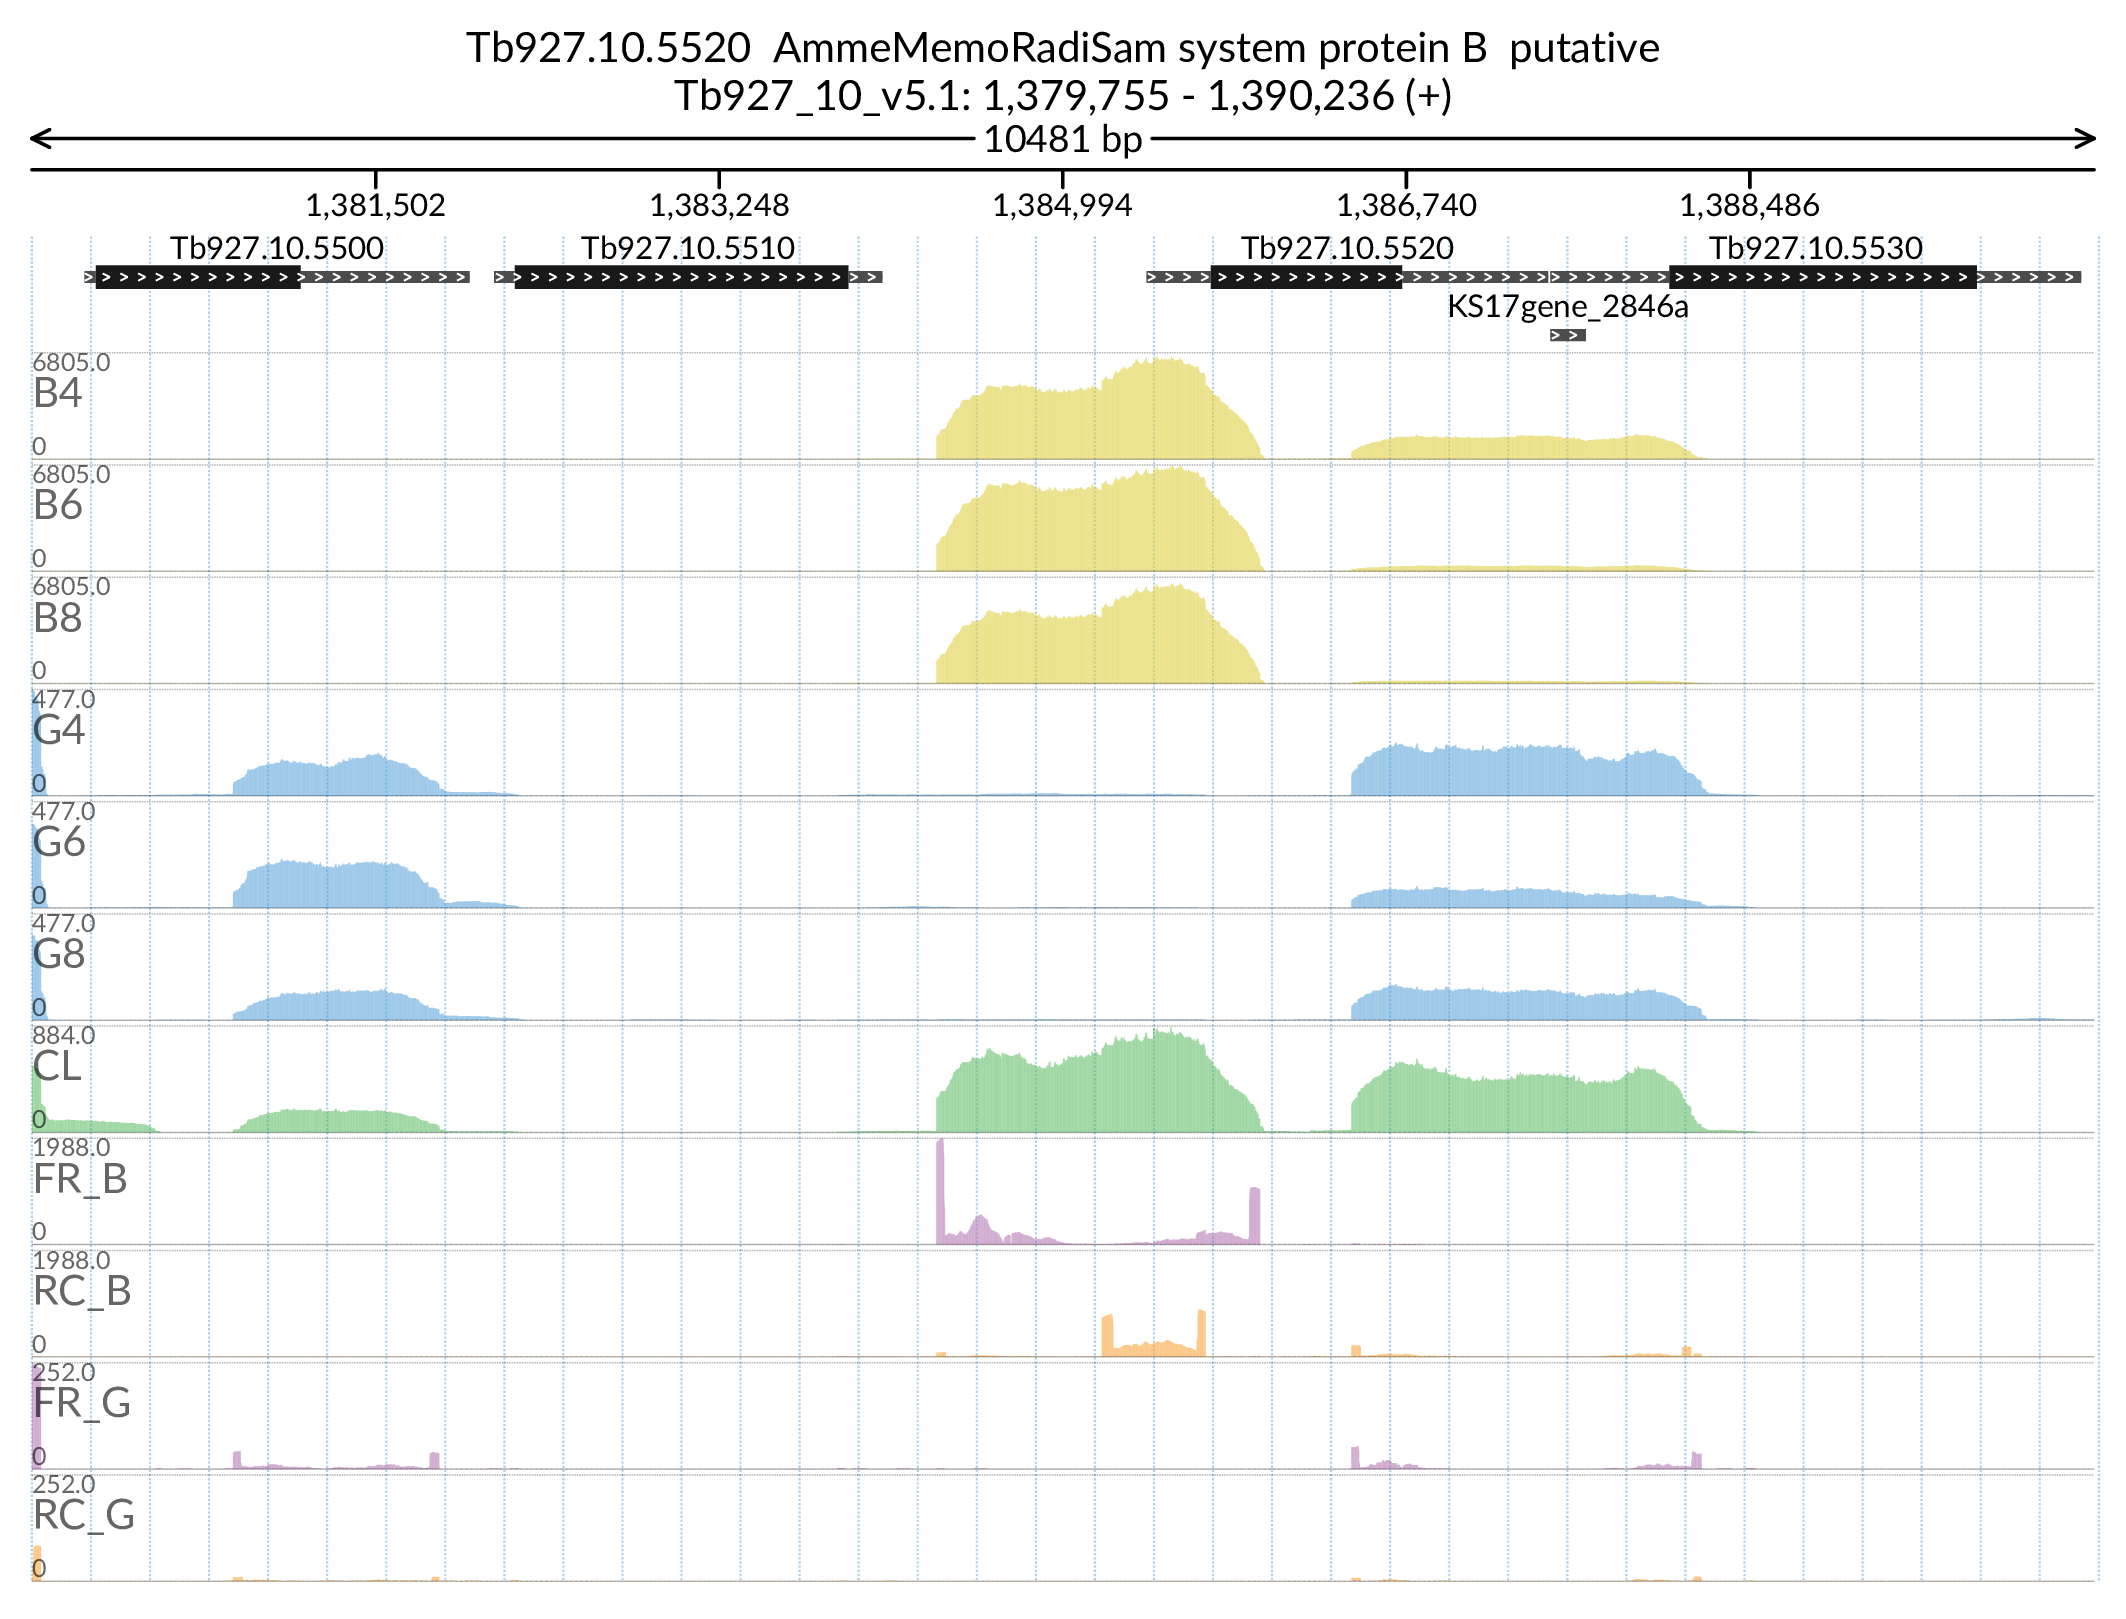 Tb927.10.5520  AmmeMemoRadiSam system protein B  putative
Tb927_10_v5.1: 1,379,755 - 1,390,236 (+)
10481 bp
1,381,502 1,383,248 1,384,994 1,386,740 1,388,486
Tb927.10.5500 Tb927.10.5510 Tb927.10.5520 Tb927.10.5530
KS17gene_2846a
6805.0
B4
0
6805.0
B6
0
6805.0
B8
0
477.0
G4
0
477.0
G6
0
477.0
G8
0
884.0
CL
0
1988.0
FR_B
0
1988.0
RC_B
0
252.0
FR_G
0
252.0
RC_G
0